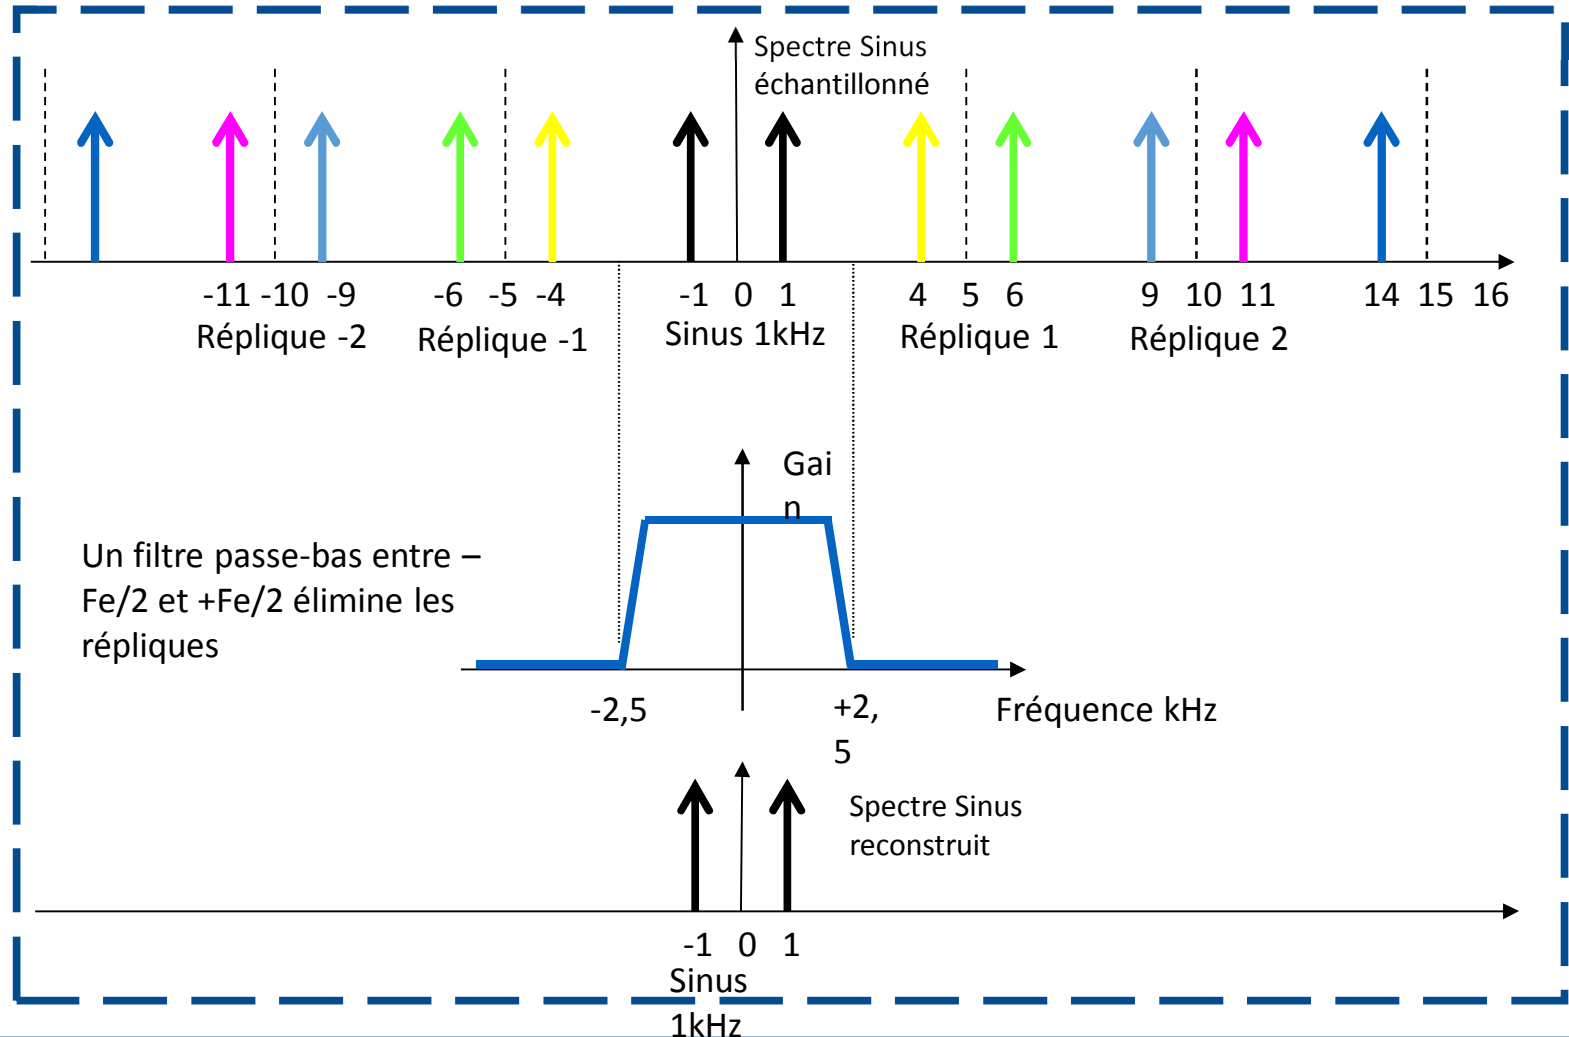 Spectre Sinus
échantillonné
-11 -10 -9 -6 -5 -4 -1 0 1 4 5 6 9 10 11 14 15 16
Réplique -2 Réplique -1 Sinus 1kHz Réplique 1 Réplique 2
Gai
n
Un filtre passe-bas entre –
Fe/2 et +Fe/2 élimine les
répliques
-2,5 +2, Fréquence kHz
5
Spectre Sinus
reconstruit
-1 0 1
Sinus
1kHz